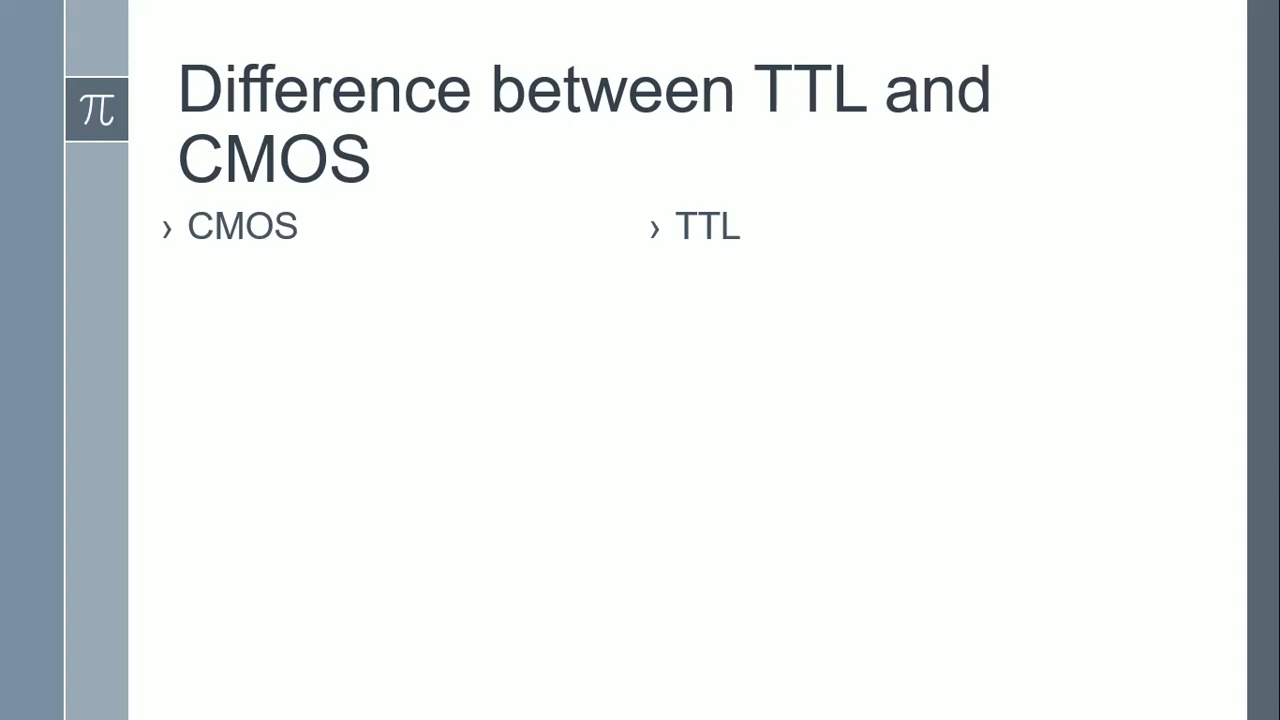 π
Difference between TTL and
CMOS
› CMOS
› TTL